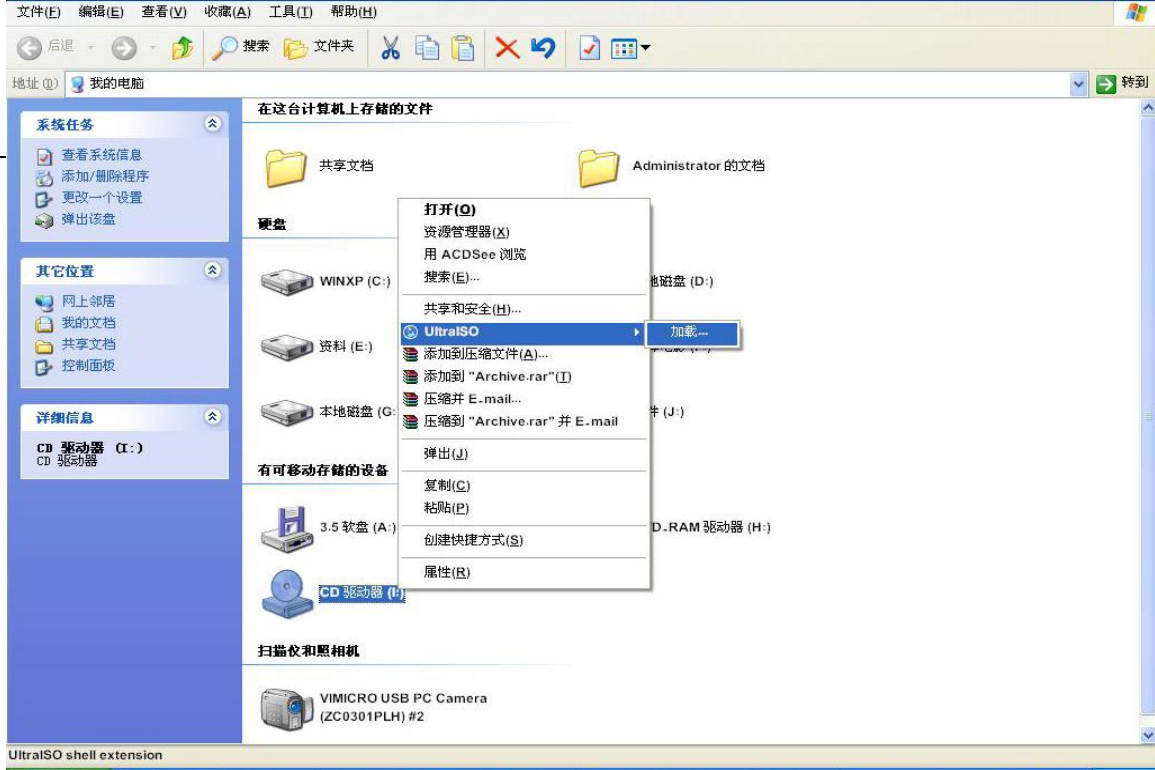 文件(F) 编辑(E) 查看(V) 收藏(A) 工具(T) 帮助(H)
后退 搜索 文件夹
地址(D) 我的电脑 转到
系统任务
查看系统信息
添加/删除程序
更改一个设置
弹出该盘
其它位置
网上邻居
我的文档
共享文档
控制面板
详细信息
CD 驱动器 (I:)
CD 驱动器
在这台计算机上存储的文件
共享文档 Administrator 的文档
硬盘
WINXP (C:) 地磁盘 (D:)
资料 (E:)
本地磁盘 (G: 件 (J:)
有可移动存储的设备
3.5 软盘 (A:) D-RAM 驱动器 (H:)
CD 驱动器 (I:)
扫描仪和照相机
VIMICRO USB PC Camera
(ZC0301PLH) #2
打开(O)
资源管理器(X)
用 ACDSee 浏览
搜索(E)...
共享和安全(H)...
UltraISO 加载...
添加到压缩文件(A)...
添加到 "Archive.rar"(T)
压缩并 E-mail...
压缩到 "Archive.rar" 并 E-mail
弹出(J)
复制(C)
粘贴(P)
创建快捷方式(S)
属性(R)
UltraISO shell extension